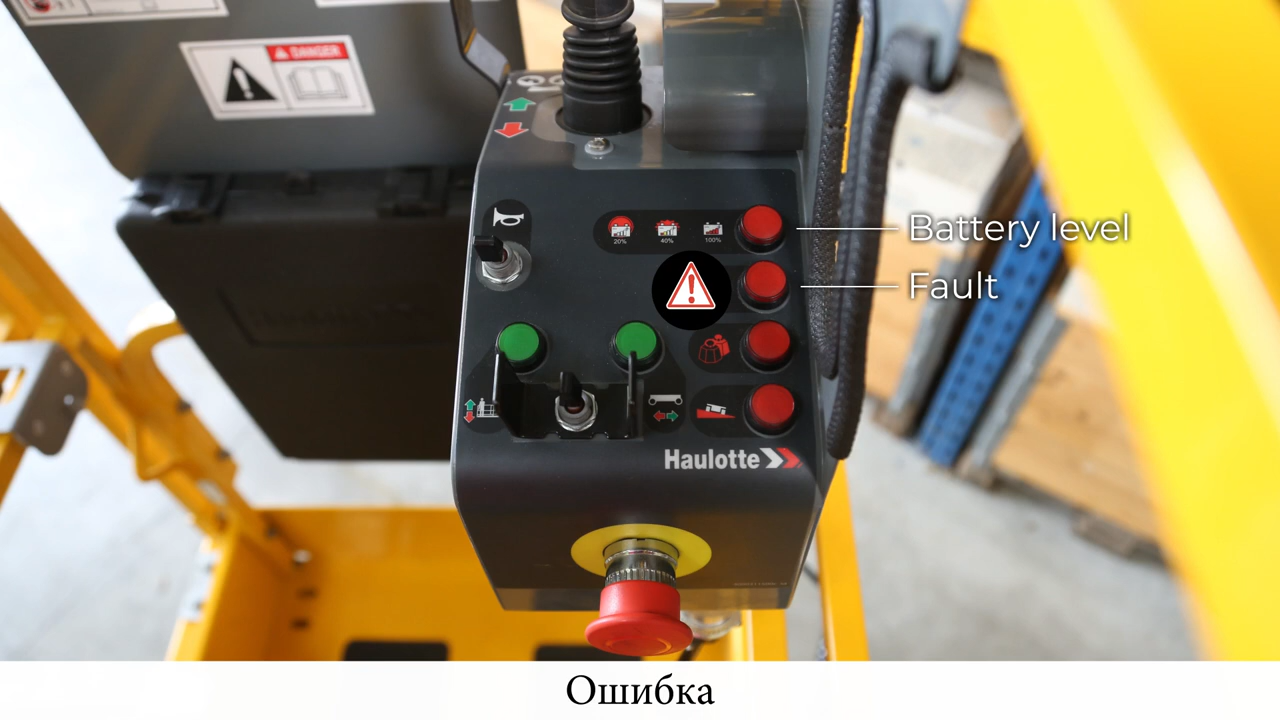 DANGER
20%
40%
100%
Battery level
Fault
Haulotte
Ошибка